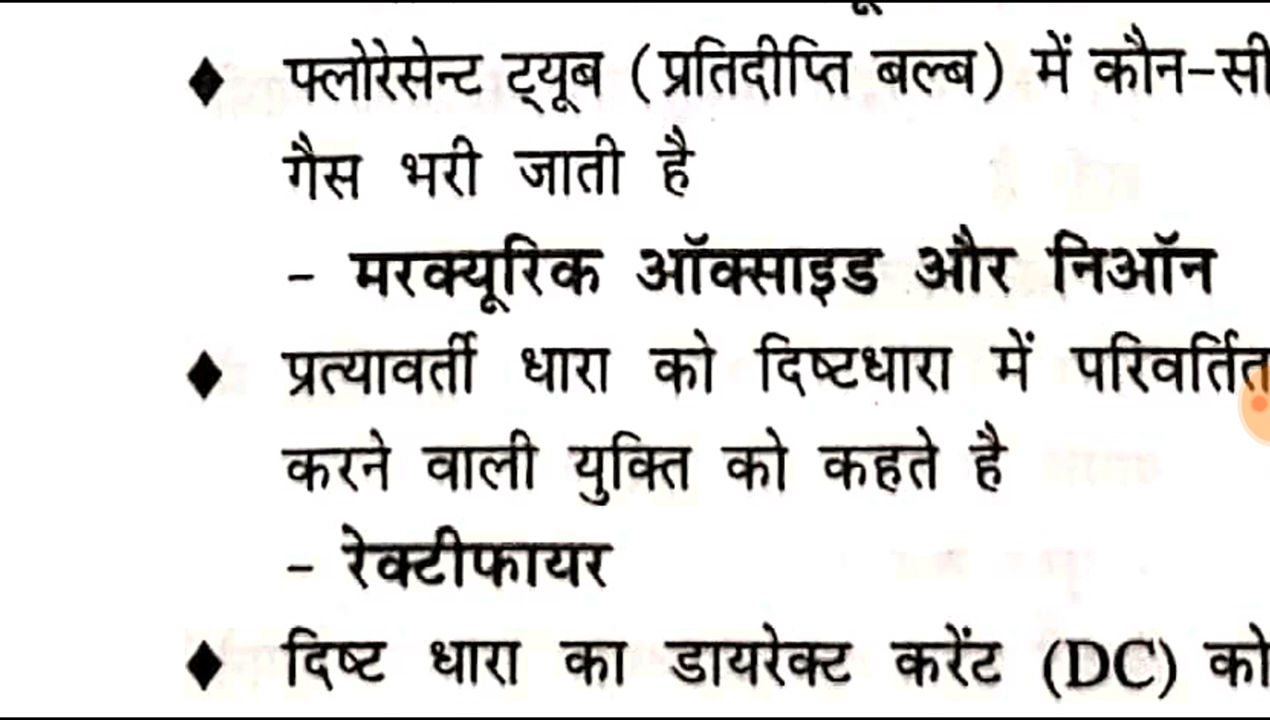 ♦ फ्लोरेसेन्ट ट्यूब (प्रतिदीप्ति बल्ब) में कौन-सी
गैस भरी जाती है
- मरक्यूरिक ऑक्साइड और निऑन
♦ प्रत्यावर्ती धारा को दिष्टधारा में परिवर्तित
करने वाली युक्ति को कहते है
- रेक्टीफायर
♦ दिष्ट धारा का डायरेक्ट करेंट (DC) को